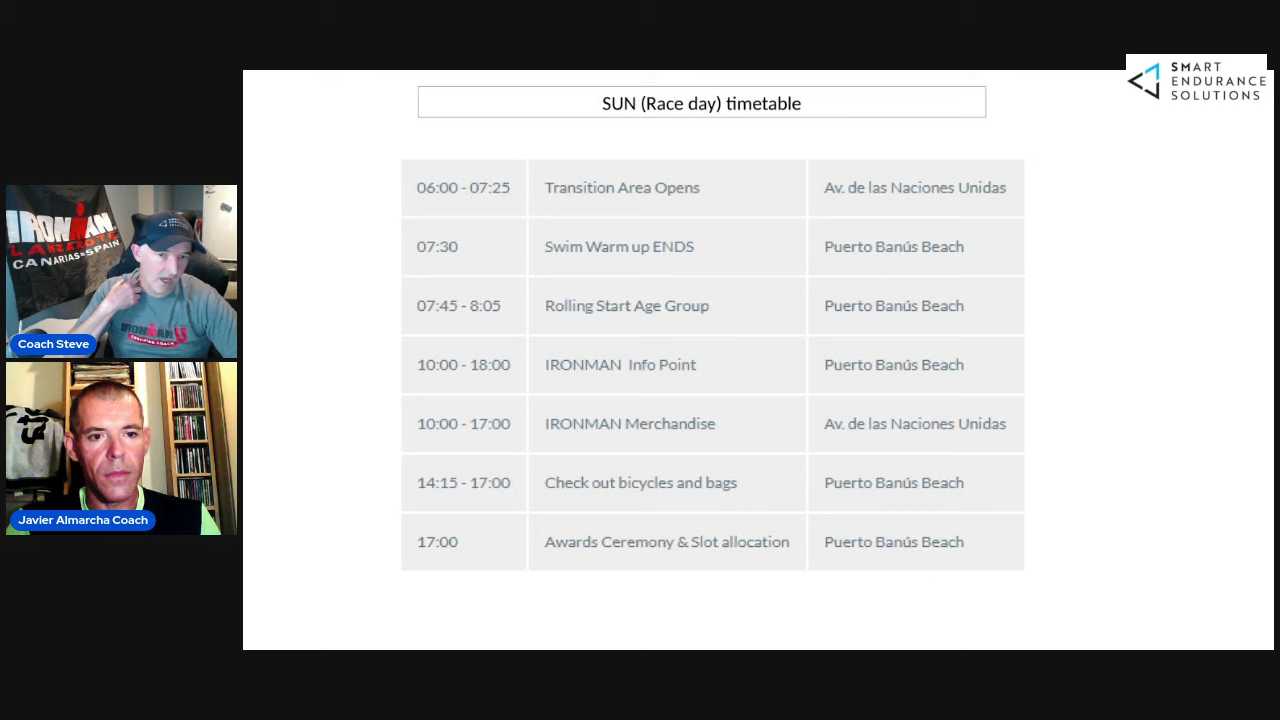 SMART
ENDURANCE
SOLUTIONS
SUN (Race day) timetable
06:00 - 07:25 Transition Area Opens Av. de las Naciones Unidas
07:30 Swim Warm up ENDS Puerto Banús Beach
07:45 - 8:05 Rolling Start Age Group Puerto Banús Beach
10:00 - 18:00 IRONMAN Info Point Puerto Banús Beach
10:00 - 17:00 IRONMAN Merchandise Av. de las Naciones Unidas
14:15 - 17:00 Check out bicycles and bags Puerto Banús Beach
17:00 Awards Ceremony & Slot allocation Puerto Banús Beach
IRONMAN
CANARIAS SPAIN
IRONMAN
Coach Steve
Javier Almarcha Coach